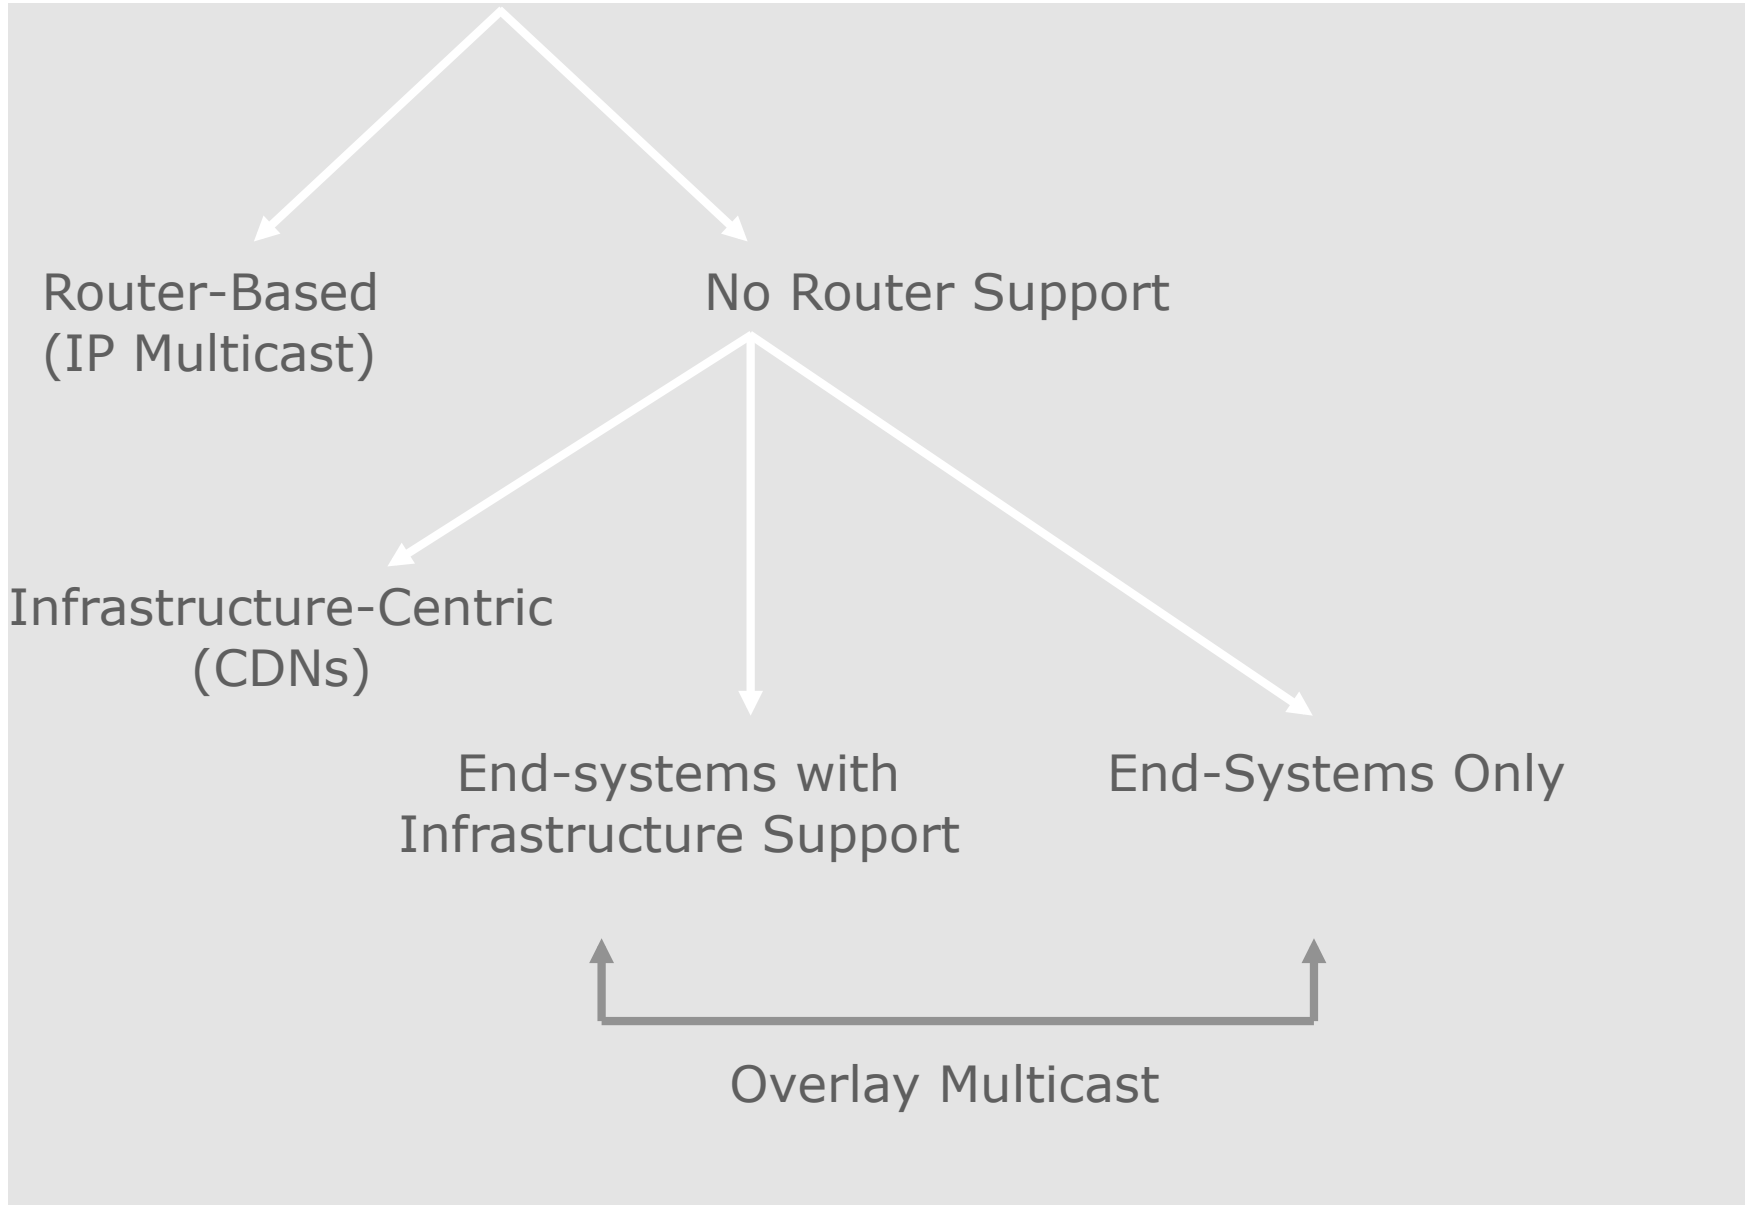 Router-Based
(IP Multicast)
No Router Support
Infrastructure-Centric
(CDNs)
End-systems with
Infrastructure Support
End-Systems Only
Overlay Multicast